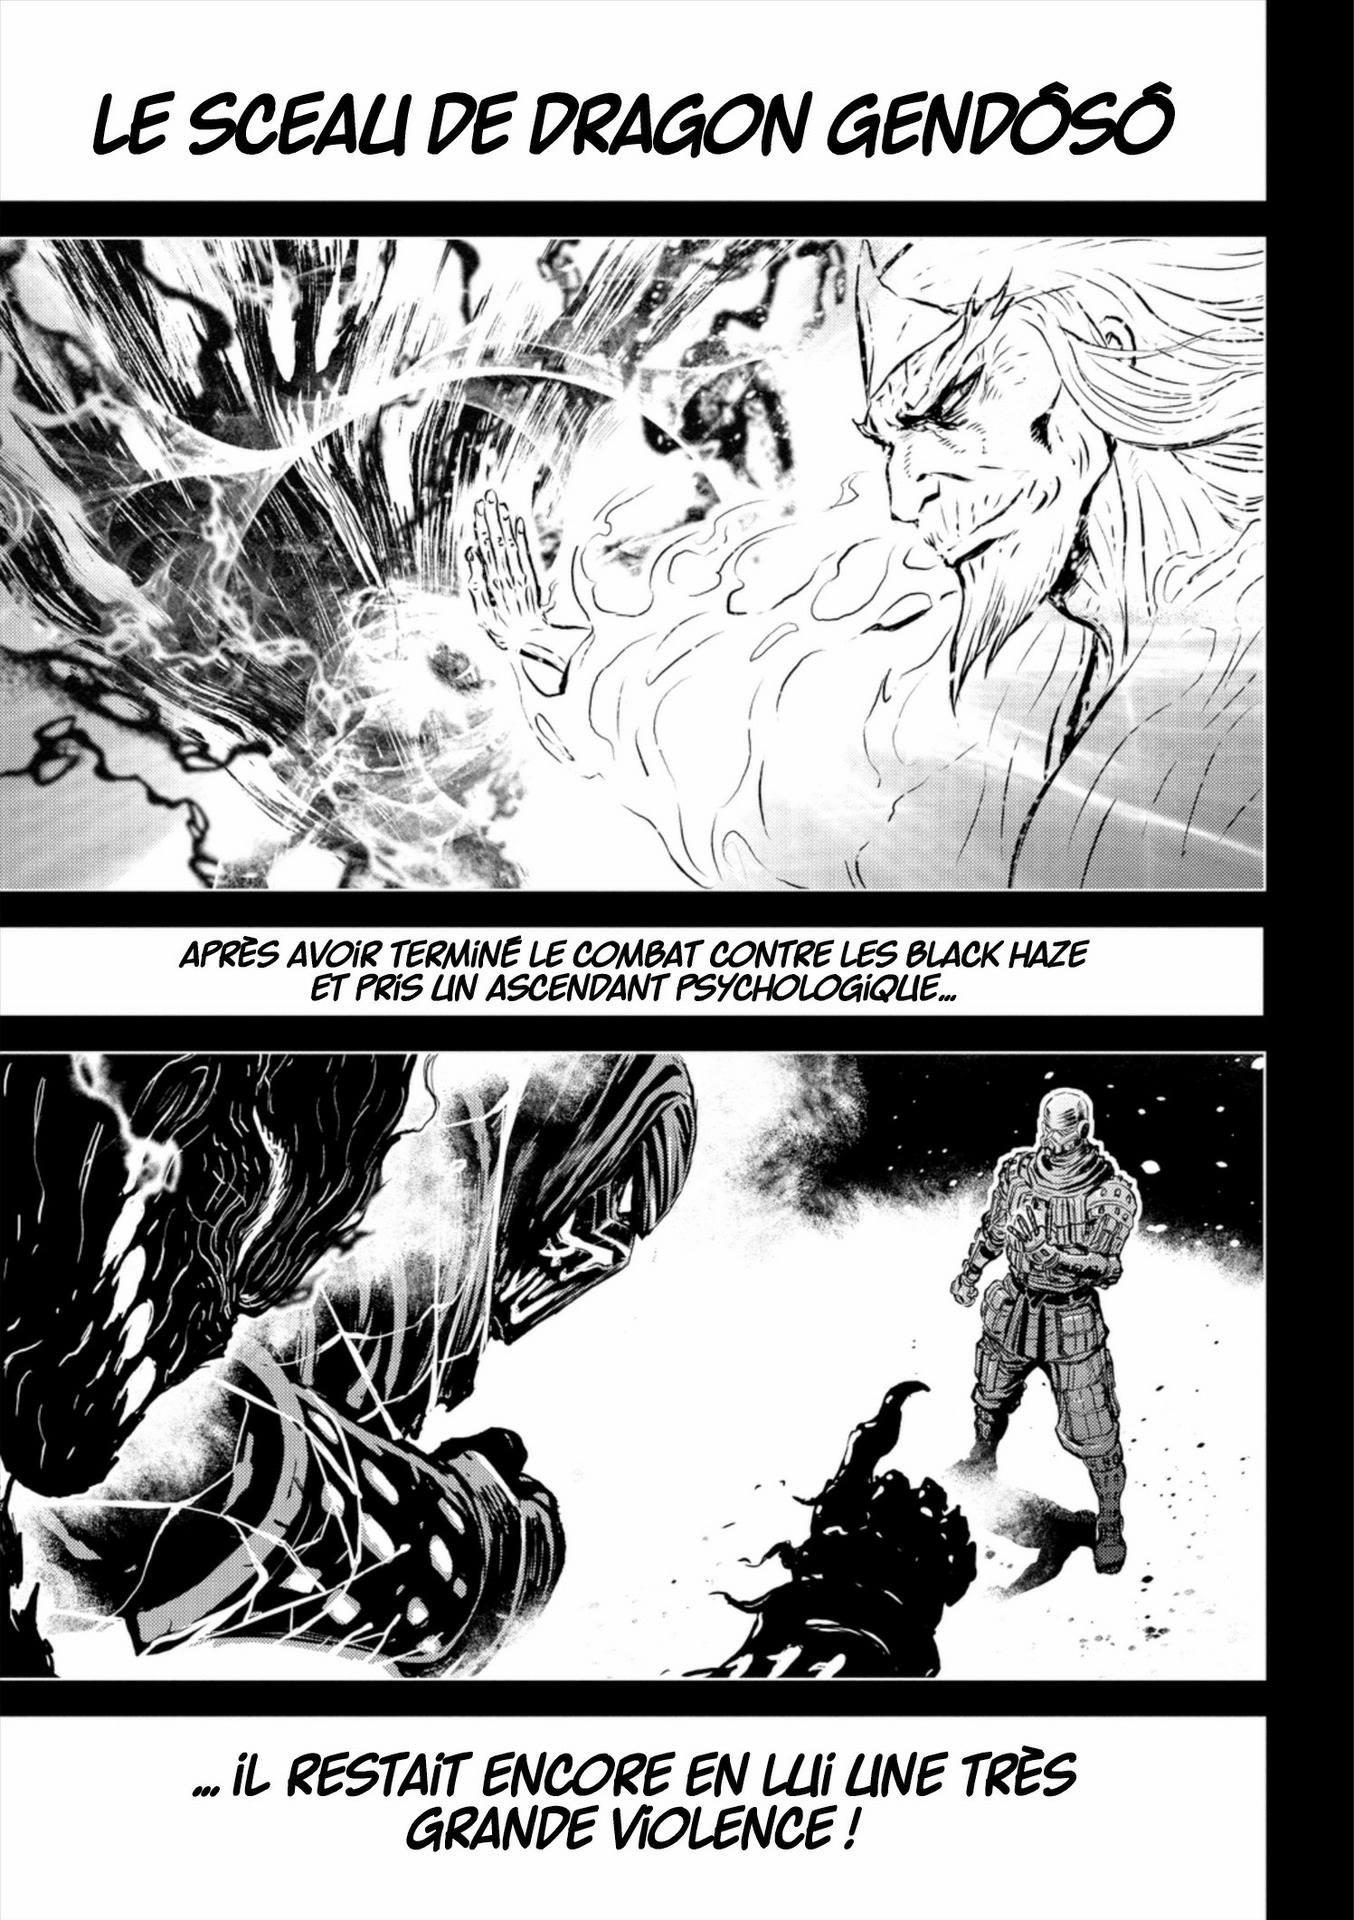 LE SCEAU DE DRAGON GENDÔSÔ
APRÈS AVOIR TERMINÉ LE COMBAT CONTRE LES BLACK HAZE
ET PRIS UN ASCENDANT PSYCHOLOGIQUE...
... IL RESTAIT ENCORE EN LUI UNE TRÈS
GRANDE VIOLENCE !